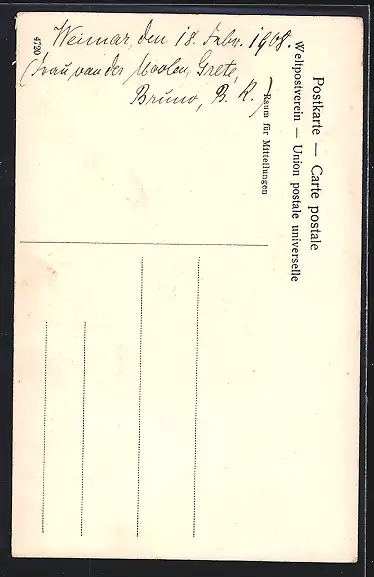 Weimar, den 18. Febr. 1908.
(Frau van der Moolen, Grete,
Bruno, B. R.)
Postkarte — Carte postale
Weltpostverein — Union postale universelle
Raum für Mitteilungen
4720